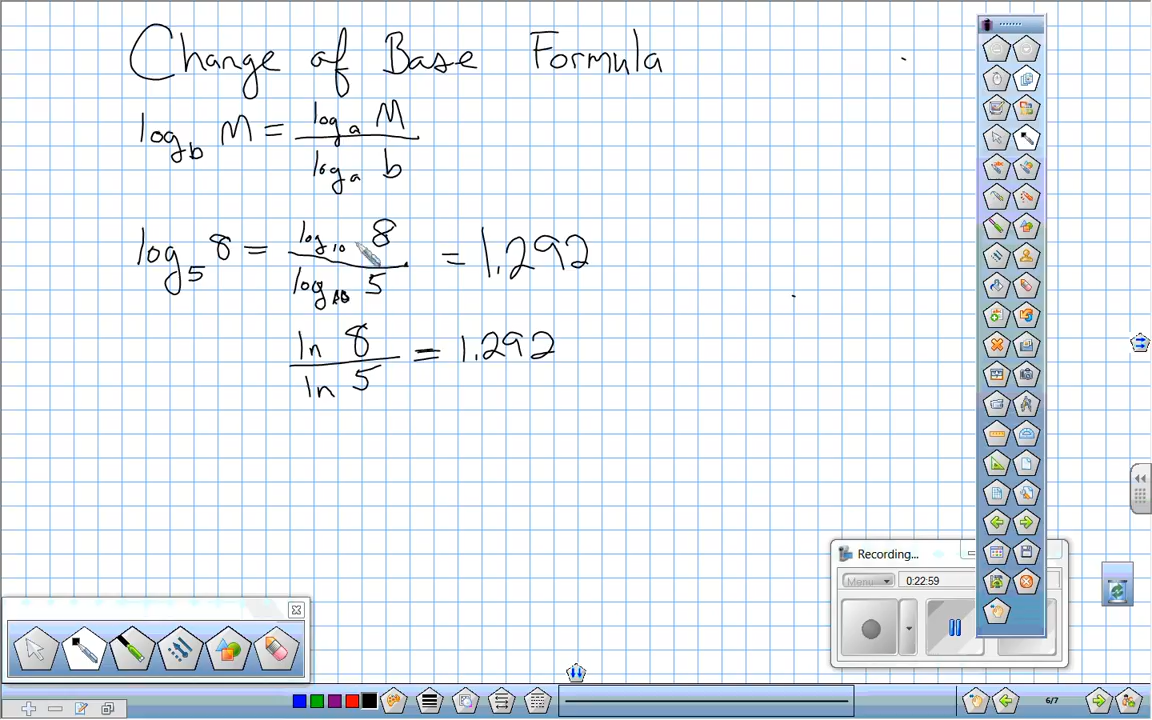 Change of Base Formula
log_b M = log_a M / log_a b
log_5 8 = log_10 8 / log_10 5 = 1.292
ln 8 / ln 5 = 1.292
Recording...
Menu
0:22:59
6/7